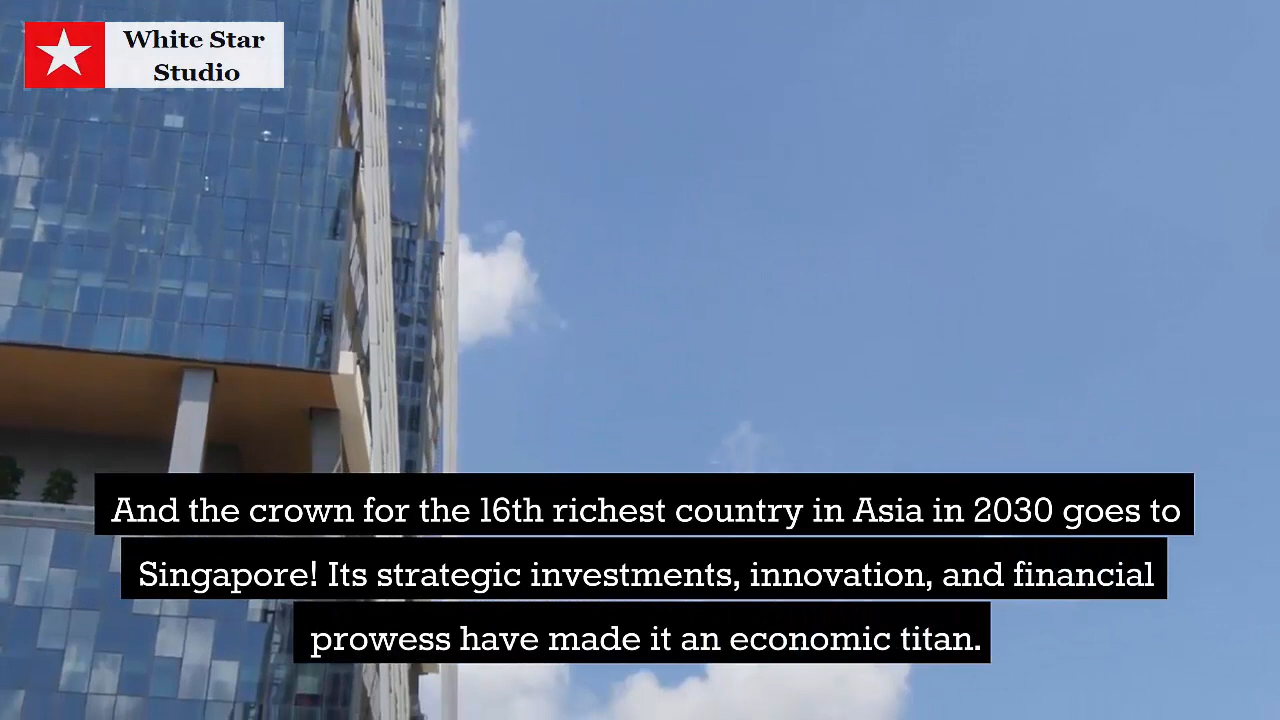 White Star
Studio
And the crown for the 16th richest country in Asia in 2030 goes to
Singapore! Its strategic investments, innovation, and financial
prowess have made it an economic titan.